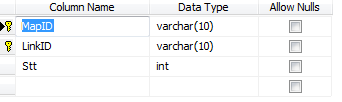 Column Name Data Type Allow Nulls
MapID varchar(10)
LinkID varchar(10)
Stt int